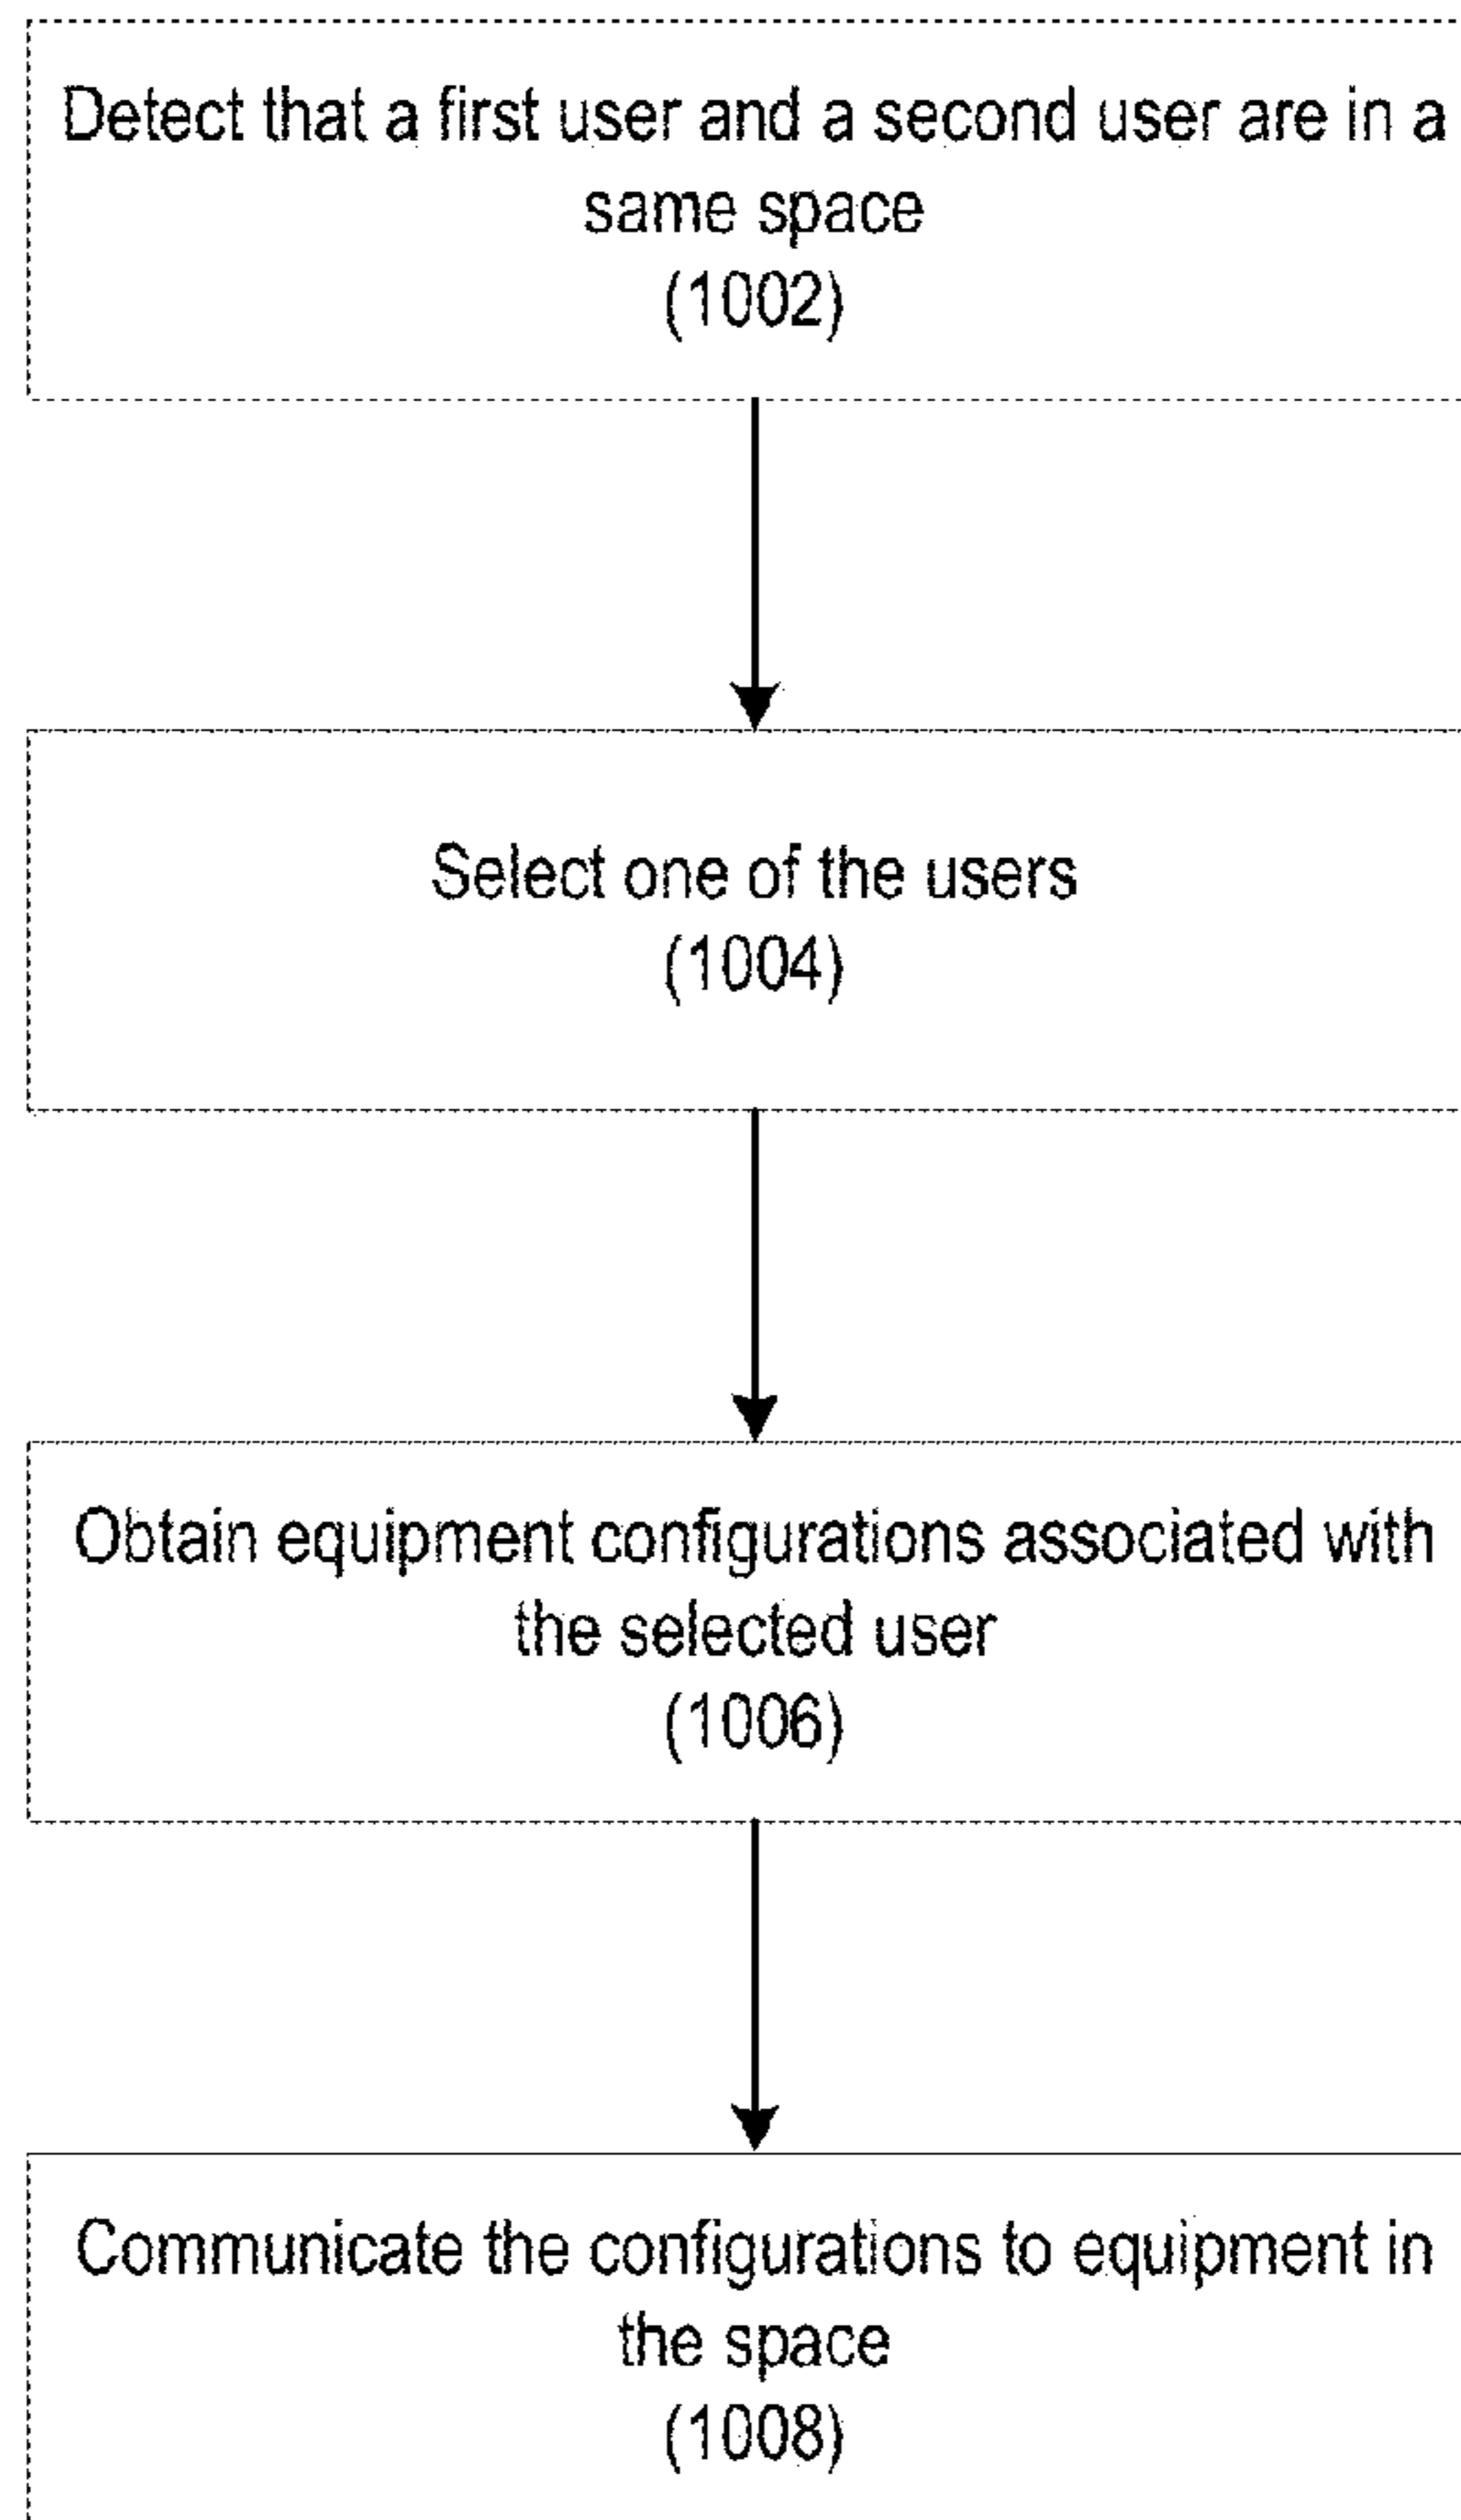 Detect that a first user and a second user are in a
same space
(1002)
Select one of the users
(1004)
Obtain equipment configurations associated with
the selected user
(1006)
Communicate the configurations to equipment in
the space
(1008)